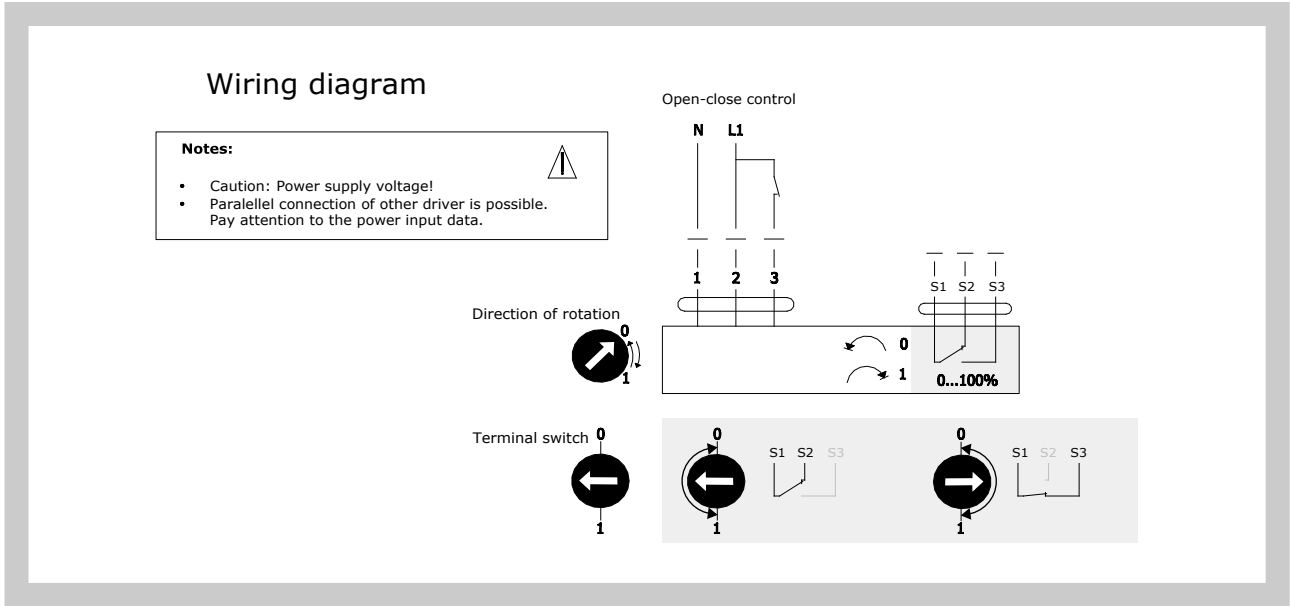 Wiring diagram
Open-close control
N L1
Notes:
• Caution: Power supply voltage!
• Paralellel connection of other driver is possible.
Pay attention to the power input data.
1 2 3
S1 S2 S3
Direction of rotation
0
1
0
1
0...100%
Terminal switch
0
1
0
1
S1 S2 S3
0
1
S1 S2 S3